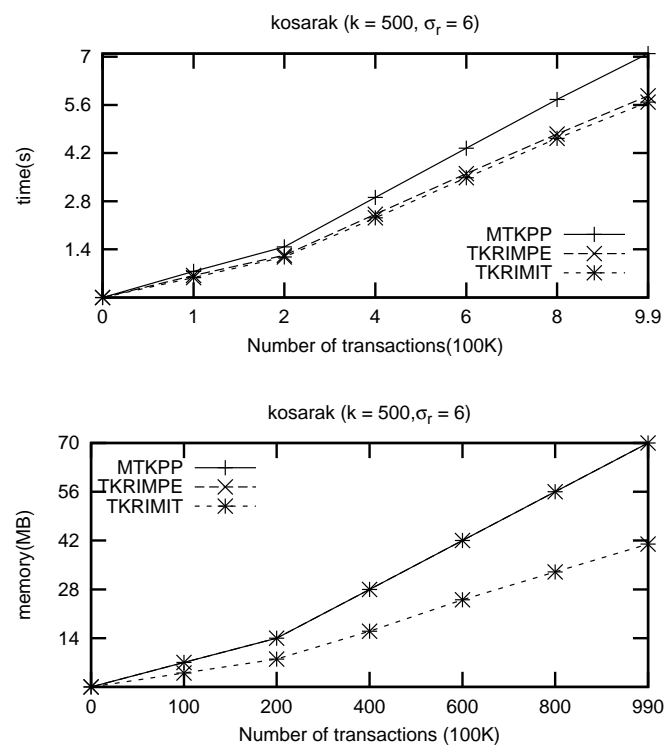 kosarak (k = 500, σr = 6)
7
5.6
4.2
2.8
1.4
time(s)
MTKPP
TKRIMPE
TKRIMIT
0 1 2 4 6 8 9.9
Number of transactions(100K)
kosarak (k = 500,σr = 6)
70
56
42
28
14
memory(MB)
MTKPP
TKRIMPE
TKRIMIT
0 100 200 400 600 800 990
Number of transactions (100K)